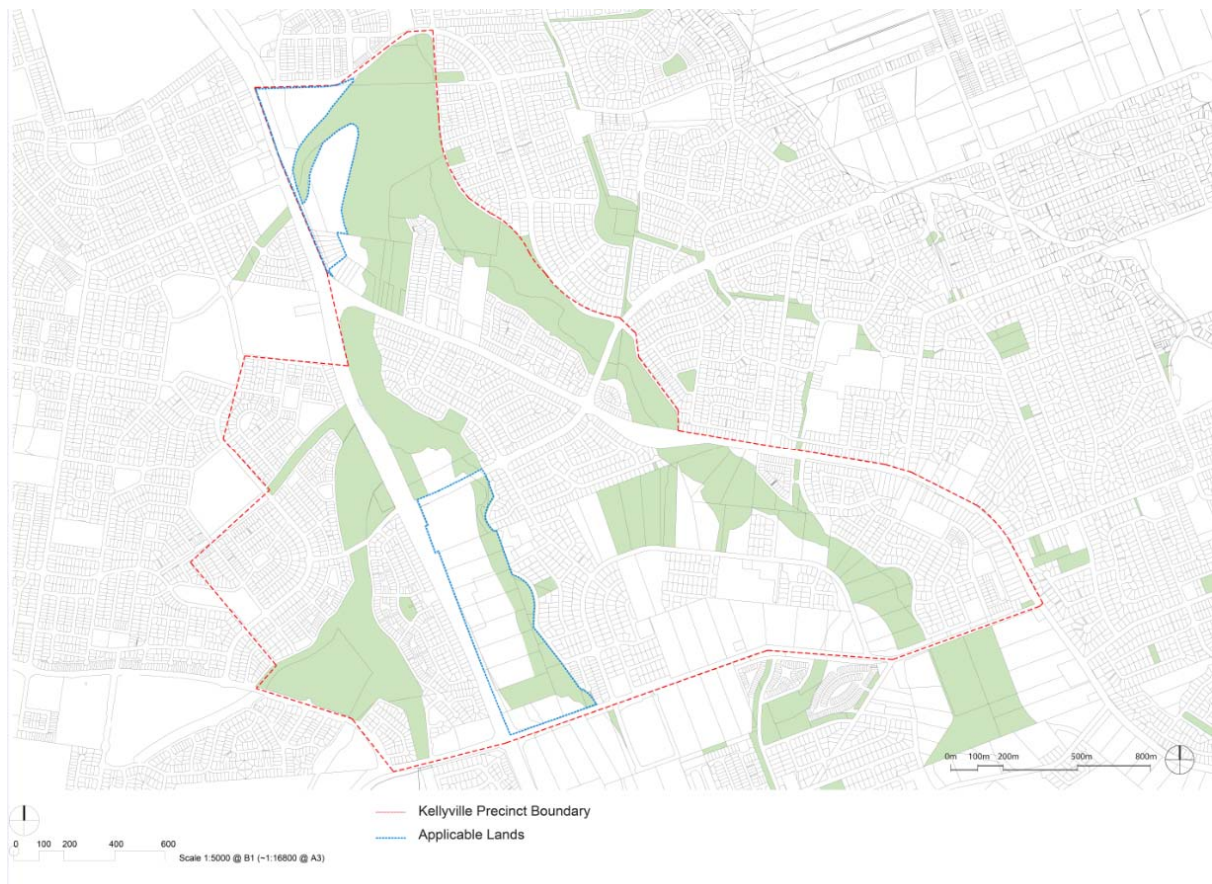 0m 100m 200m 500m 800m
Kellyville Precinct Boundary
Applicable Lands
0 100 200 400 600
Scale 1:5000 @ B1 (~1:16800 @ A3)